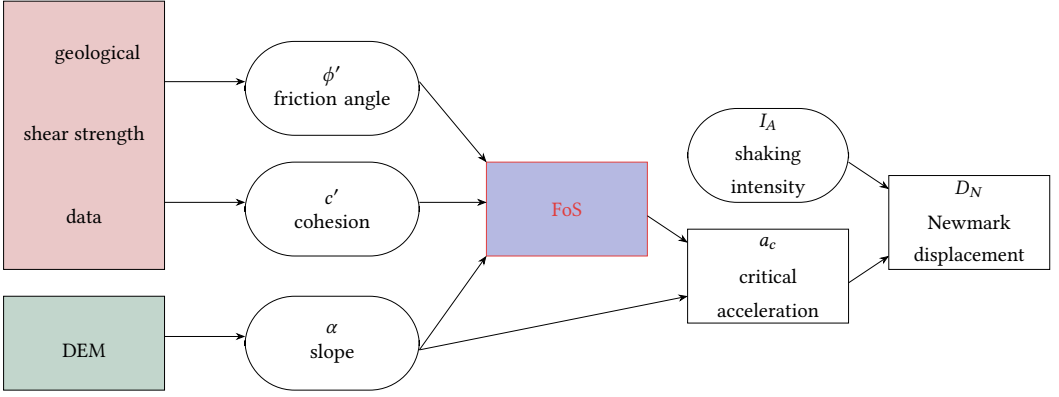 geological
shear strength
data
DEM
ϕ′
friction angle
c′
cohesion
α
slope
FoS
I_A
shaking
intensity
a_c
critical
acceleration
D_N
Newmark
displacement